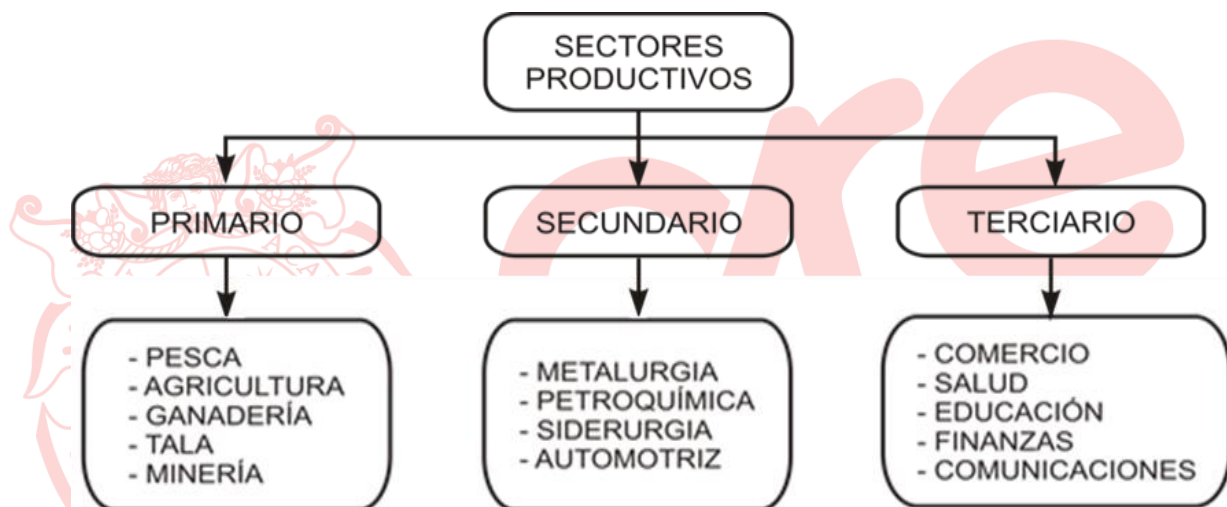 SECTORES
PRODUCTIVOS
PRIMARIO
SECUNDARIO
TERCIARIO
- PESCA
- AGRICULTURA
- GANADERÍA
- TALA
- MINERÍA
- METALURGIA
- PETROQUÍMICA
- SIDERURGIA
- AUTOMOTRIZ
- COMERCIO
- SALUD
- EDUCACIÓN
- FINANZAS
- COMUNICACIONES
cre